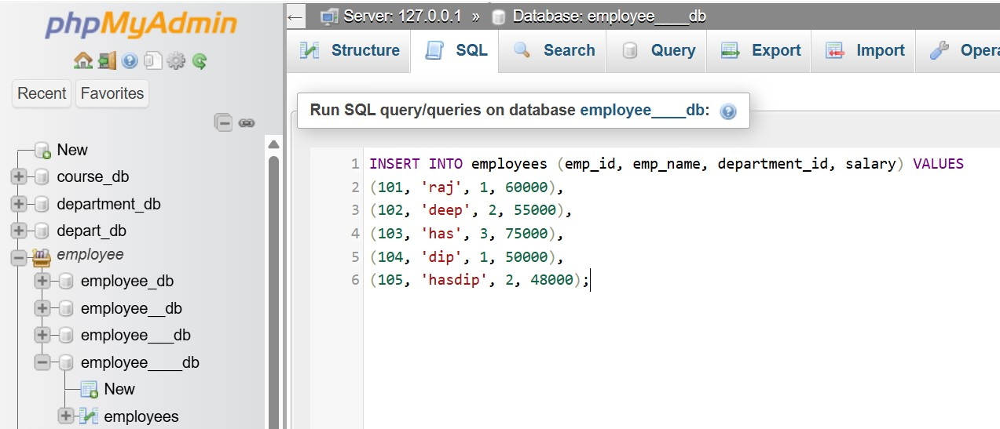 phpMyAdmin
Recent Favorites
New
course_db
department_db
depart_db
employee
employee_db
employee__db
employee___db
employee____db
New
employees
Server: 127.0.0.1 » Database: employee____db
Structure SQL Search Query Export Import Opera
Run SQL query/queries on database employee____db:
1 INSERT INTO employees (emp_id, emp_name, department_id, salary) VALUES
2 (101, 'raj', 1, 60000),
3 (102, 'deep', 2, 55000),
4 (103, 'has', 3, 75000),
5 (104, 'dip', 1, 50000),
6 (105, 'hasdip', 2, 48000);